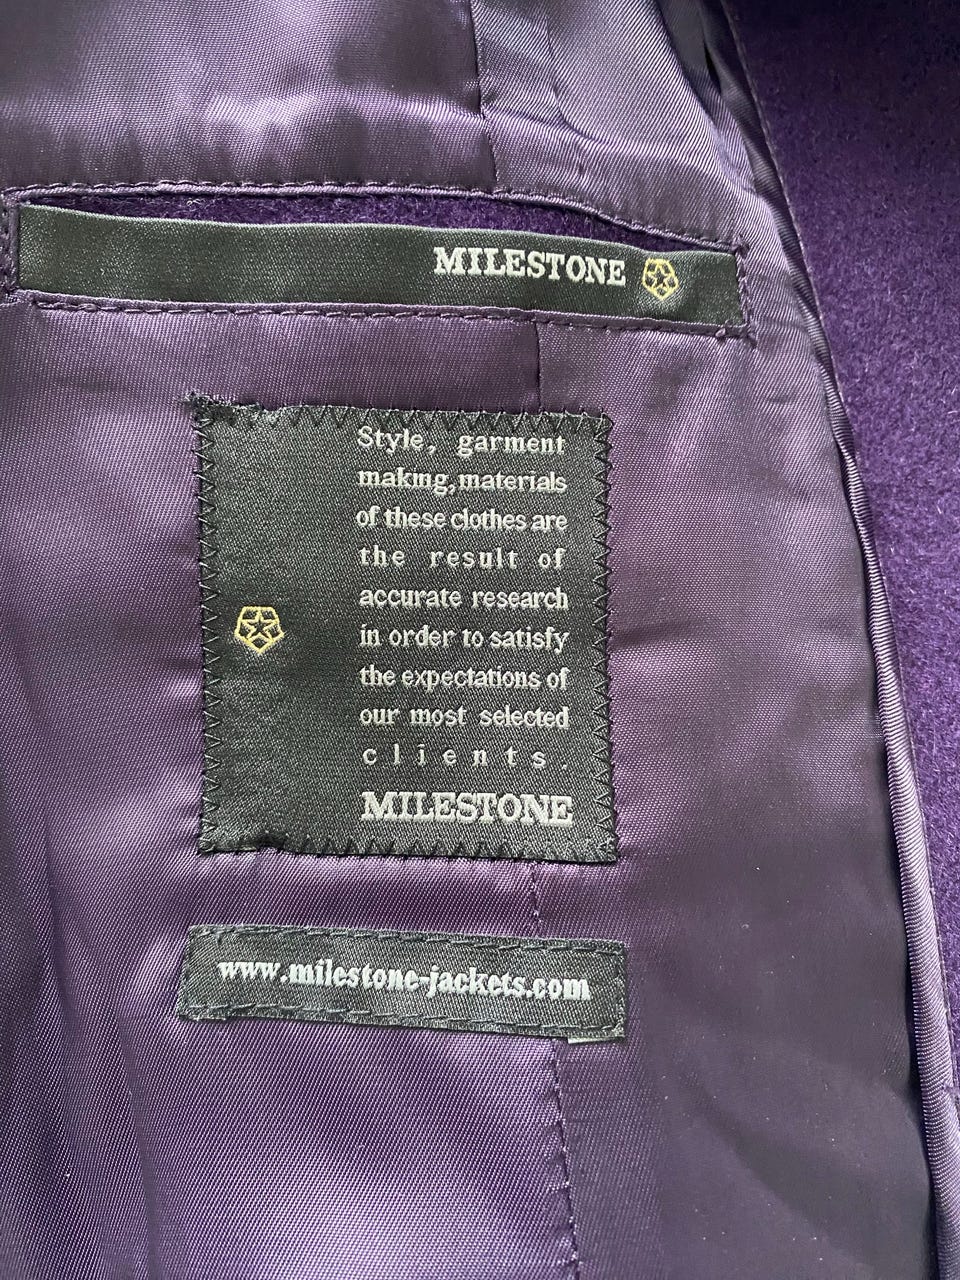 MILESTONE
Style, garment
making, materials
of these clothes are
the result of
accurate research
in order to satisfy
the expectations of
our most selected
clients.
MILESTONE
www.milestone-jackets.com